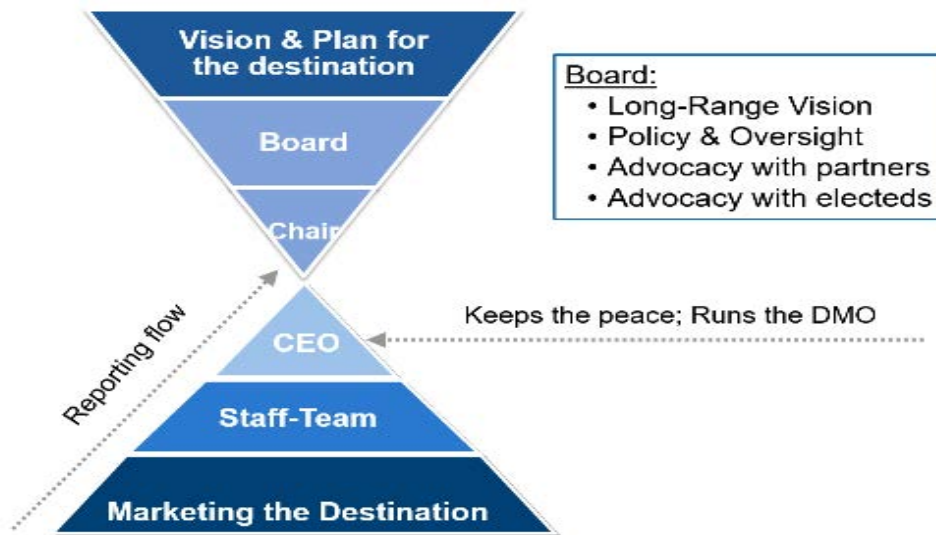 Vision & Plan for
the destination
Board
Chair
Board:
• Long-Range Vision
• Policy & Oversight
• Advocacy with partners
• Advocacy with electeds
Reporting flow
Keeps the peace; Runs the DMO
CEO
Staff-Team
Marketing the Destination